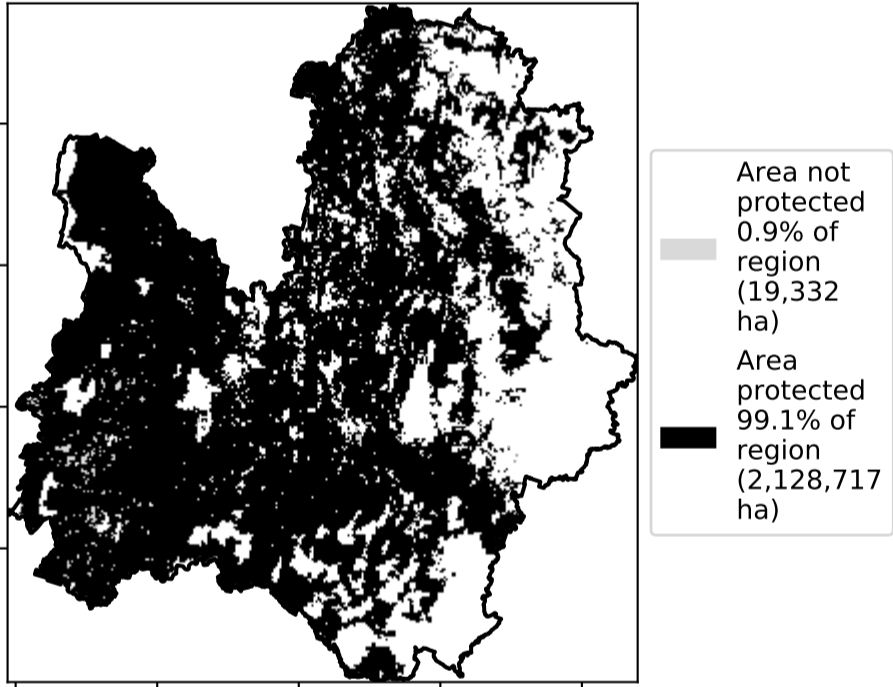 Area not
protected
0.9% of
region
(19,332
ha)
Area
protected
99.1% of
region
(2,128,717
ha)